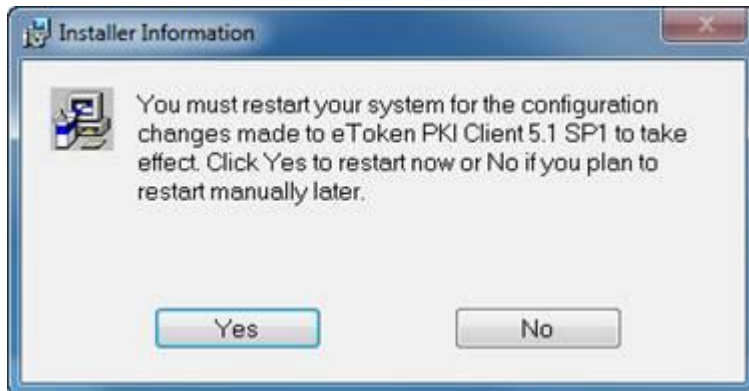 Installer Information
You must restart your system for the configuration
changes made to eToken PKI Client 5.1 SP1 to take
effect. Click Yes to restart now or No if you plan to
restart manually later.
Yes
No